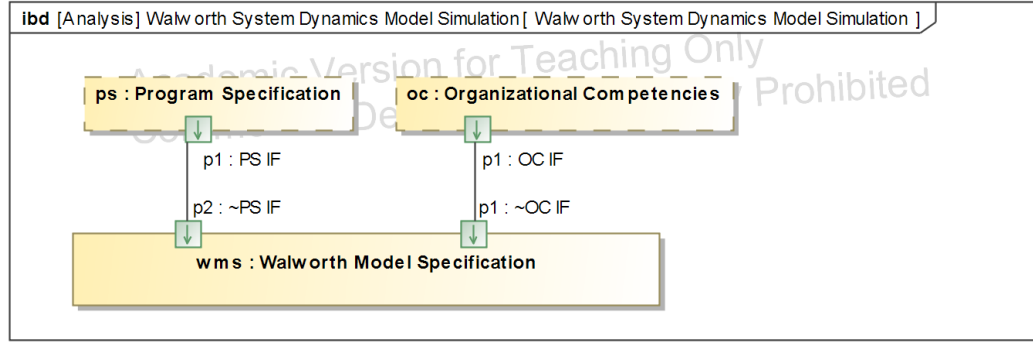 ibd [Analysis] Walworth System Dynamics Model Simulation[ Walworth System Dynamics Model Simulation ]
Academic Version for Teaching Only
Prohibited
ps : Program Specification
oc : Organizational Competencies
p1 : PS IF
p1 : OC IF
p2 : ~PS IF
p1 : ~OC IF
wms : Walworth Model Specification